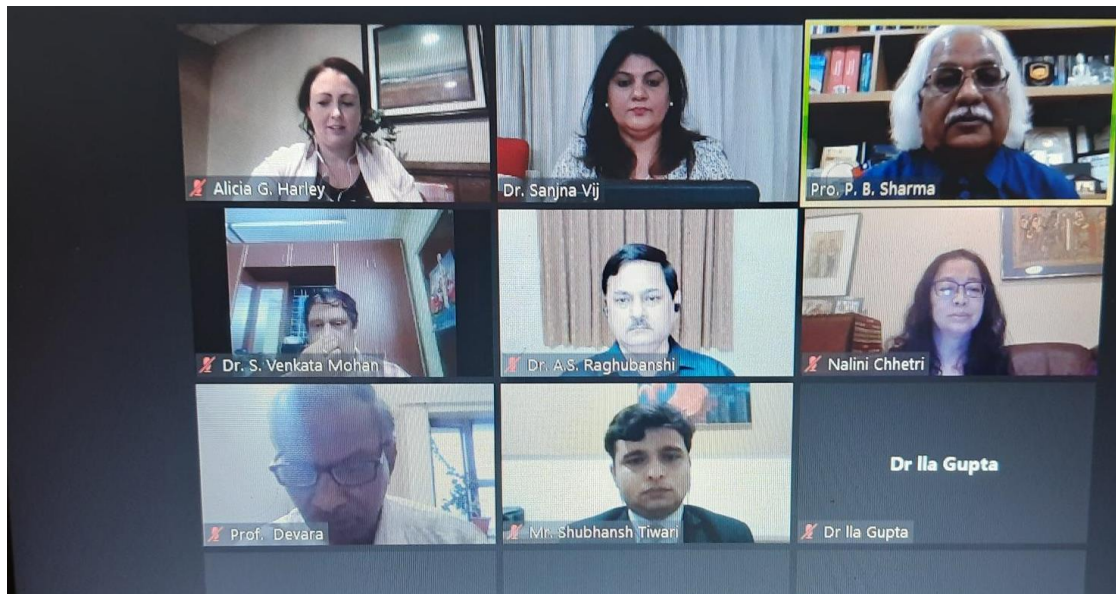 Alicia G. Harley
Dr. Sanjna Vij
Pro. P. B. Sharma
Dr. S. Venkata Mohan
Dr. A.S. Raghubanshi
Nalini Chhetri
Dr Ila Gupta
Prof. Devara
Mr. Shubhansh Tiwari
Dr Ila Gupta